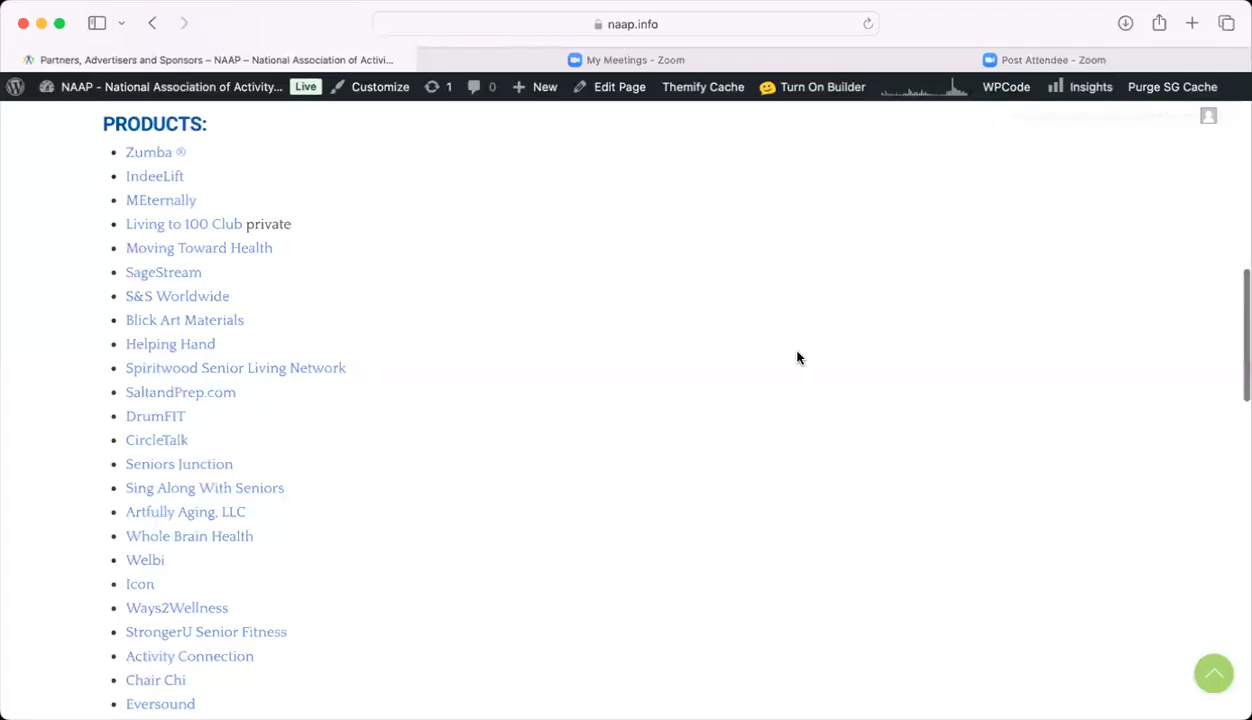 naap.info
Partners, Advertisers and Sponsors – NAAP – National Association of Activi...
My Meetings - Zoom
Post Attendee - Zoom
NAAP - National Association of Activity...
Live
Customize
1
0
New
Edit Page
Themify Cache
Turn On Builder
WPCode
Insights
Purge SG Cache
PRODUCTS:
Zumba ®
IndeeLift
MEternally
Living to 100 Club private
Moving Toward Health
SageStream
S&S Worldwide
Blick Art Materials
Helping Hand
Spiritwood Senior Living Network
SaltandPrep.com
DrumFIT
CircleTalk
Seniors Junction
Sing Along With Seniors
Artfully Aging, LLC
Whole Brain Health
Welbi
Icon
Ways2Wellness
StrongerU Senior Fitness
Activity Connection
Chair Chi
Eversound